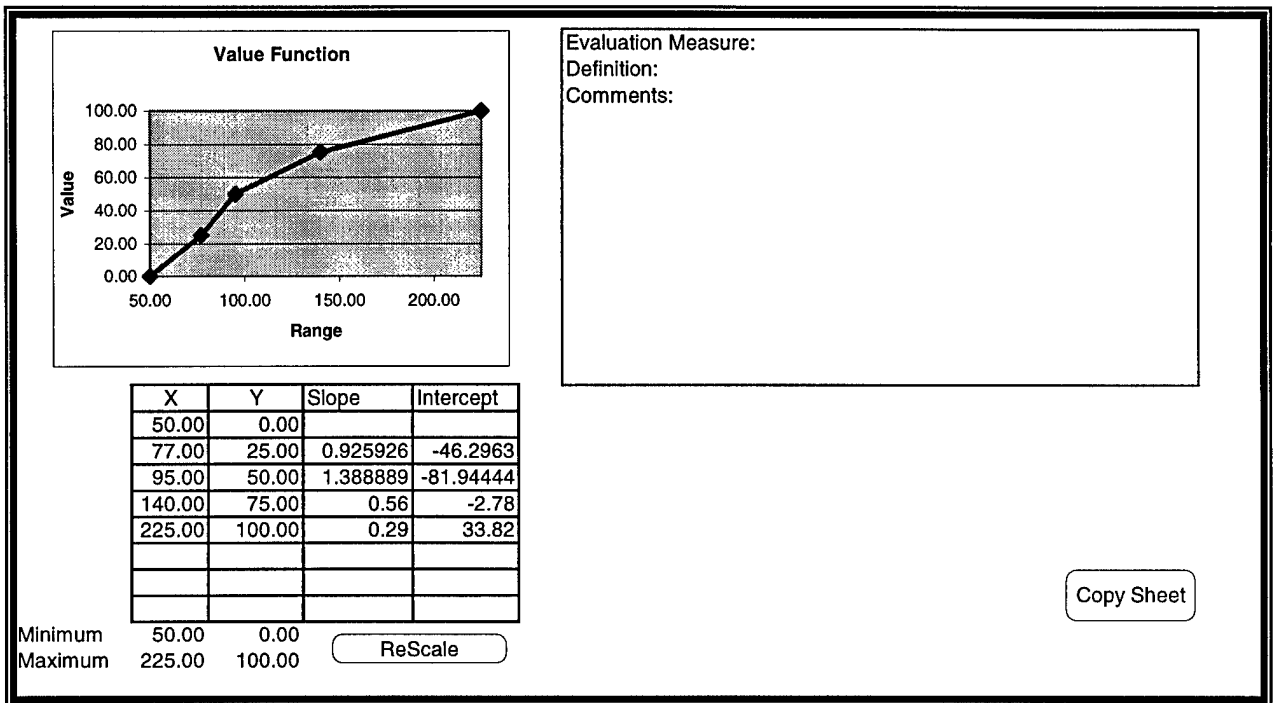 Value Function
100.00
80.00
60.00
40.00
20.00
0.00
Value
50.00 100.00 150.00 200.00
Range
Evaluation Measure:
Definition:
Comments:
X Y Slope Intercept
50.00 0.00
77.00 25.00 0.925926 -46.2963
95.00 50.00 1.388889 -81.94444
140.00 75.00 0.56 -2.78
225.00 100.00 0.29 33.82
Minimum 50.00 0.00
Maximum 225.00 100.00
ReScale
Copy Sheet